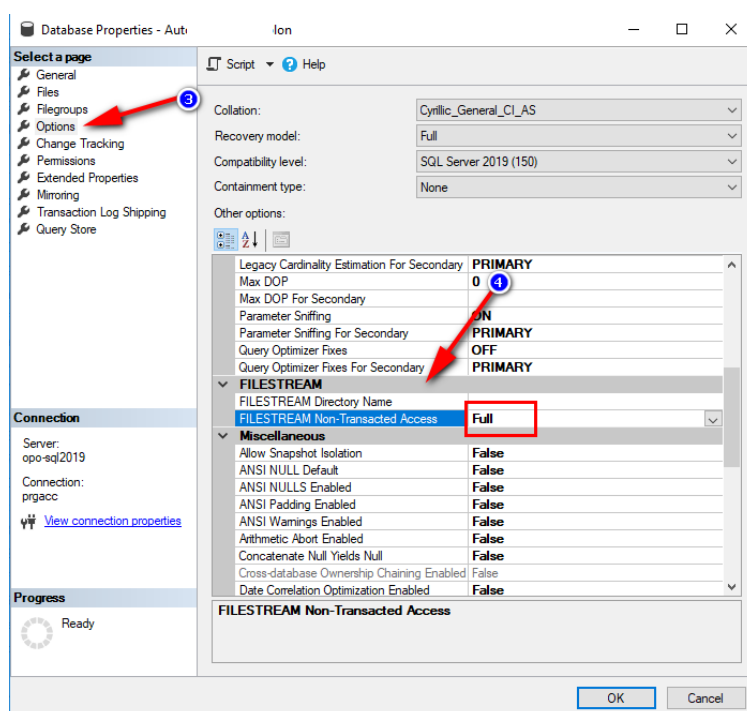 Database Properties - Auto lon
Select a page
General
Files
Filegroups
Options
Change Tracking
Permissions
Extended Properties
Mirroring
Transaction Log Shipping
Query Store
3
Script Help
Collation: Cyrillic_General_CI_AS
Recovery model: Full
Compatibility level: SQL Server 2019 (150)
Containment type: None
Other options:
Legacy Cardinality Estimation For Secondary PRIMARY
Max DOP 0
4
Max DOP For Secondary
Parameter Sniffing ON
Parameter Sniffing For Secondary PRIMARY
Query Optimizer Fixes OFF
Query Optimizer Fixes For Secondary PRIMARY
FILESTREAM
FILESTREAM Directory Name
FILESTREAM Non-Transacted Access Full
Miscellaneous
Allow Snapshot Isolation False
ANSI NULL Default False
ANSI NULLS Enabled False
ANSI Padding Enabled False
ANSI Warnings Enabled False
Arithmetic Abort Enabled False
Concatenate Null Yields Null False
Cross-database Ownership Chaining Enabled False
Date Correlation Optimization Enabled False
FILESTREAM Non-Transacted Access
Connection
Server:
opo-sql2019
Connection:
prgacc
View connection properties
Progress
Ready
OK Cancel